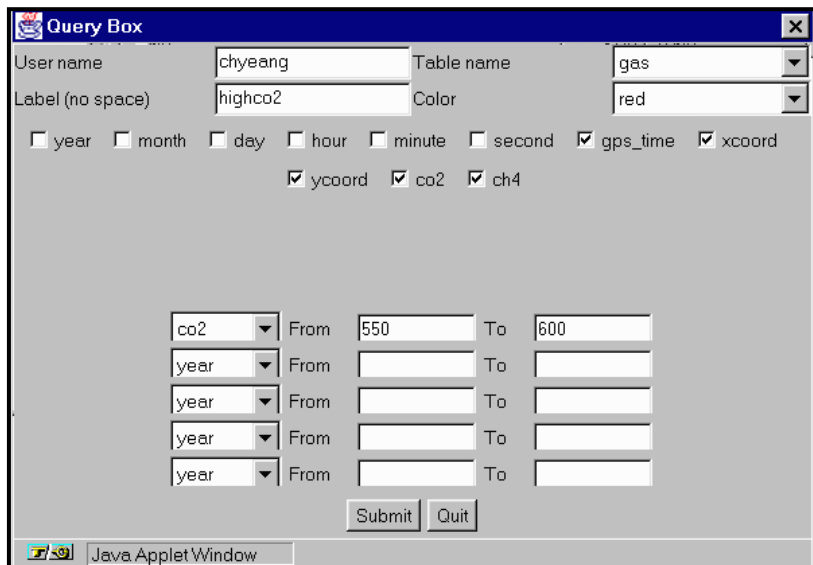 Query Box
User name chyeang Table name gas
Label (no space) highco2 Color red
year month day hour minute second gps_time xcoord
ycoord co2 ch4
co2 From 550 To 600
year From To
year From To
year From To
year From To
Submit Quit
Java Applet Window